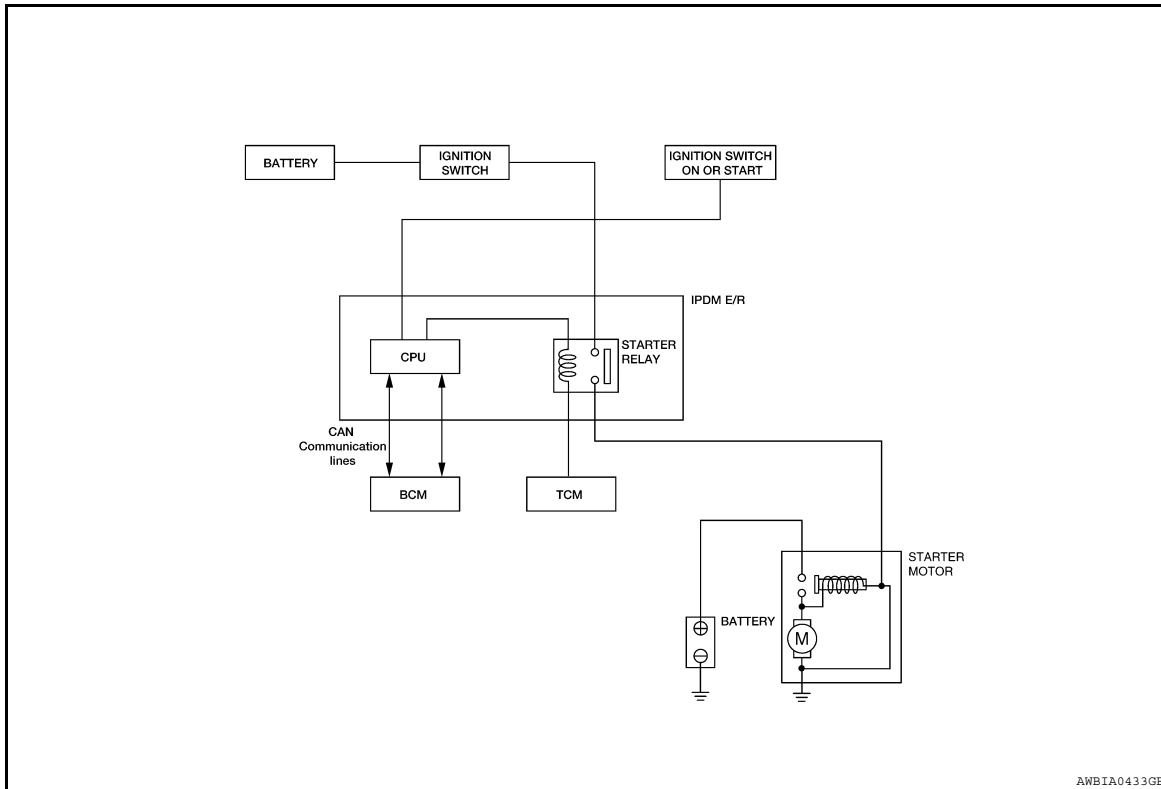 BATTERY
IGNITION
SWITCH
IGNITION SWITCH
ON OR START
IPDM E/R
CPU
STARTER
RELAY
CAN
Communication
lines
BCM
TCM
STARTER
MOTOR
BATTERY
M
AWBIA0433GB